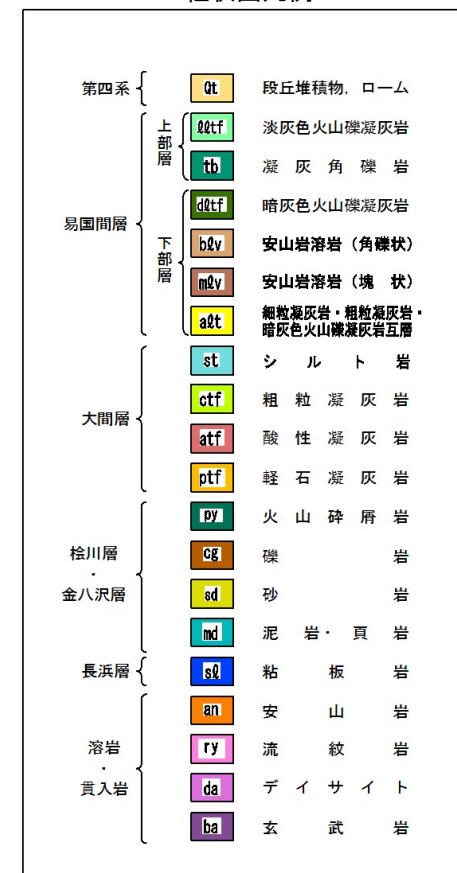 第四系 Qt 段丘堆積物，ローム
易国間層
上部層
ℓℓtf 淡灰色火山礫凝灰岩
tb 凝灰角礫岩
下部層
dℓtf 暗灰色火山礫凝灰岩
bℓv 安山岩溶岩（角礫状）
mℓv 安山岩溶岩（塊　状）
aℓt 細粒凝灰岩・粗粒凝灰岩・
暗灰色火山礫凝灰岩互層
大間層
st シルト岩
ctf 粗粒凝灰岩
atf 酸性凝灰岩
ptf 軽石凝灰岩
桧川層
・
金八沢層
py 火山砕屑岩
cg 礫岩
sd 砂岩
md 泥岩・頁岩
長浜層 sℓ 粘板岩
溶岩
・
貫入岩
an 安山岩
ry 流紋岩
da デイサイト
ba 玄武岩